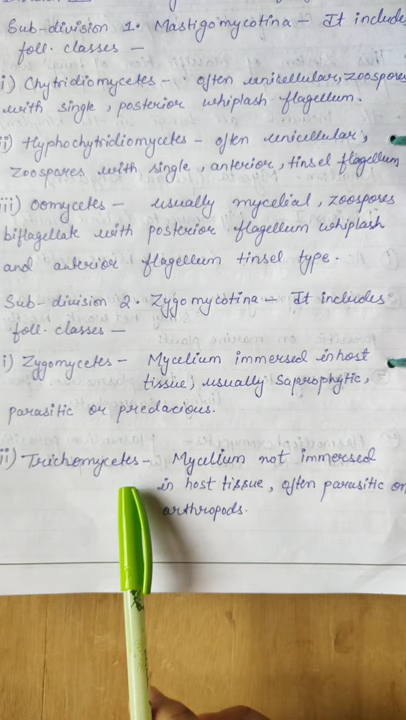 Sub-division 1. Mastigomycotina - It include
foll. classes -
i) Chytridiomycetes - often unicellular, zoospores
with single, posterior whiplash flagellum.
ii) Hyphochytridiomycetes - often unicellular,
zoospores with single, anterior, tinsel flagellum
iii) Oomycetes - usually mycelial, zoospores
biflagellate with posterior flagellum whiplash
and anterior flagellum tinsel type.
Sub-division 2. Zygomycotina - It includes
foll. classes -
i) Zygomycetes - Mycelium immersed in host
tissue, usually saprophytic,
parasitic or predacious.
ii) Trichomycetes - Mycelium not immersed
in host tissue, often parasitic on
arthropods.